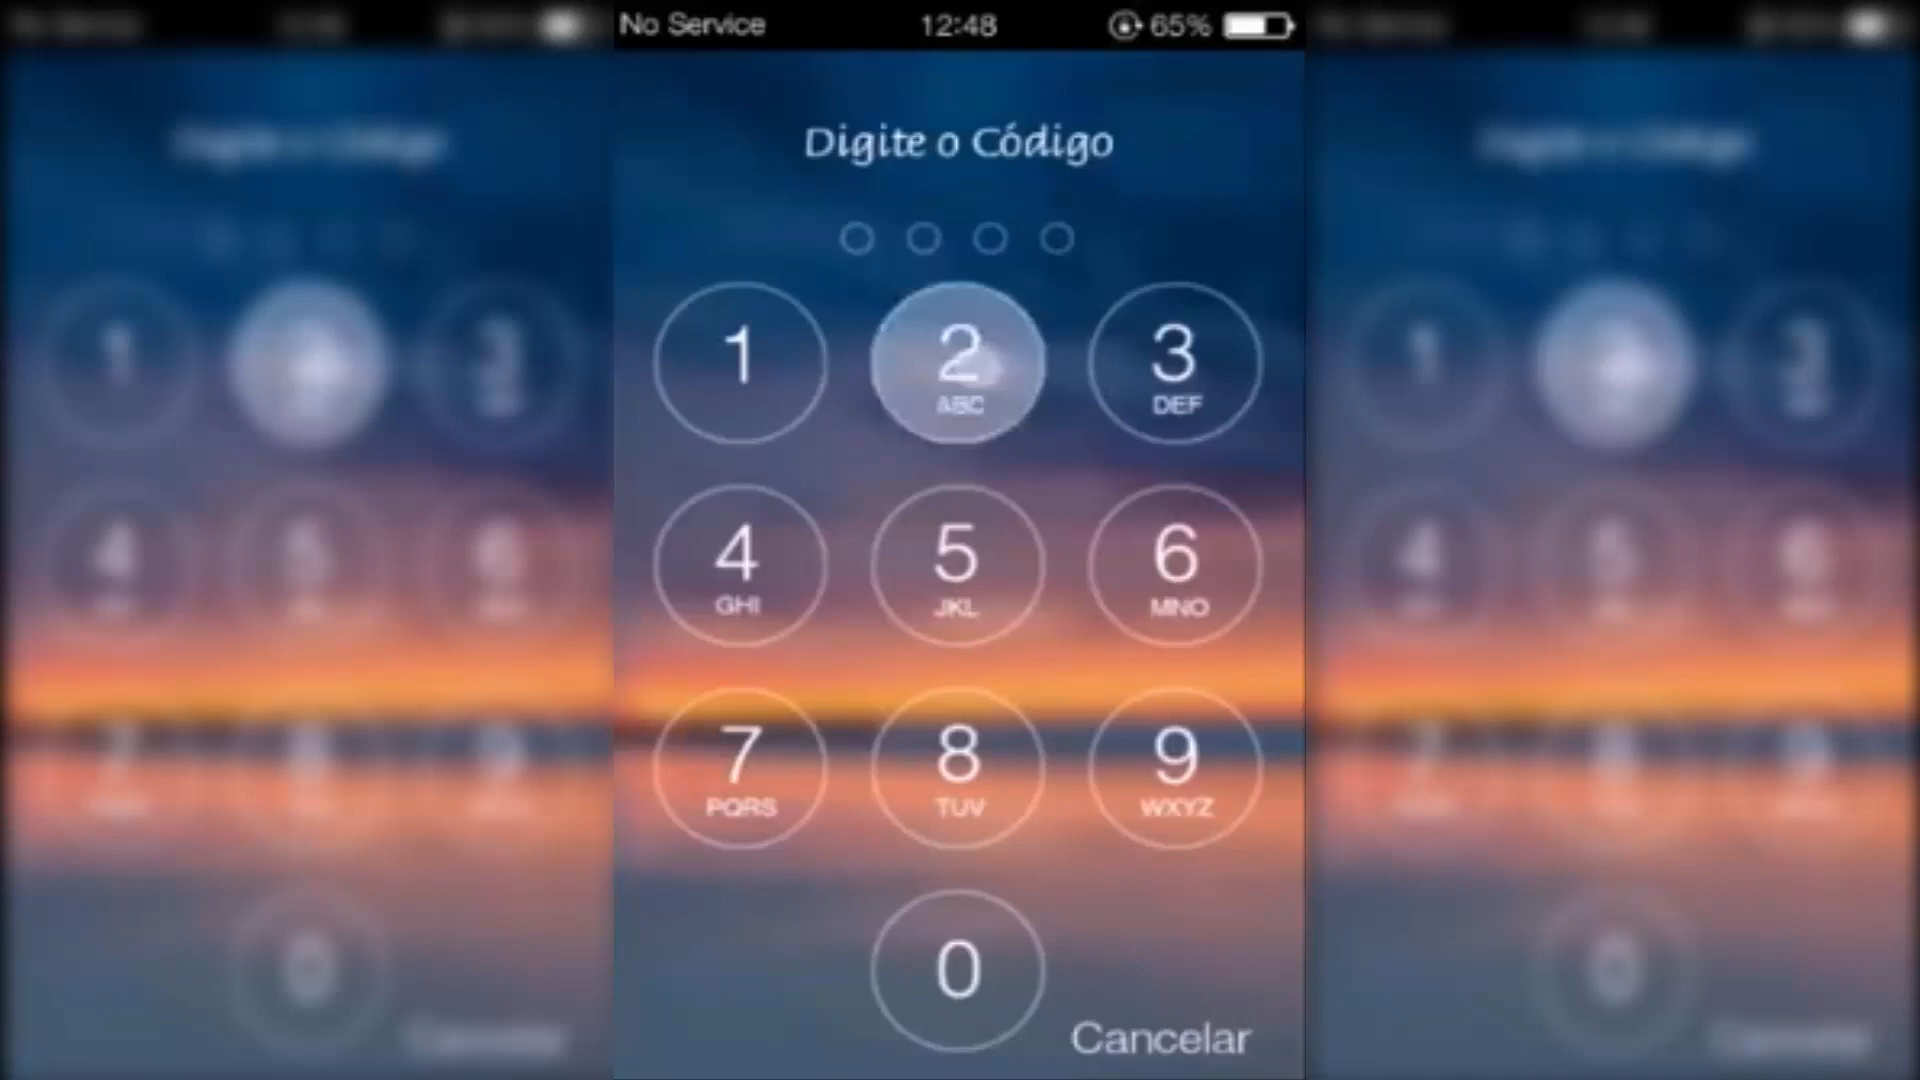 No Service 12:48 65%
Digite o Código
1 2 3
ABC DEF
4 5 6
GHI JKL MNO
7 8 9
PQRS TUV WXYZ
0
Cancelar